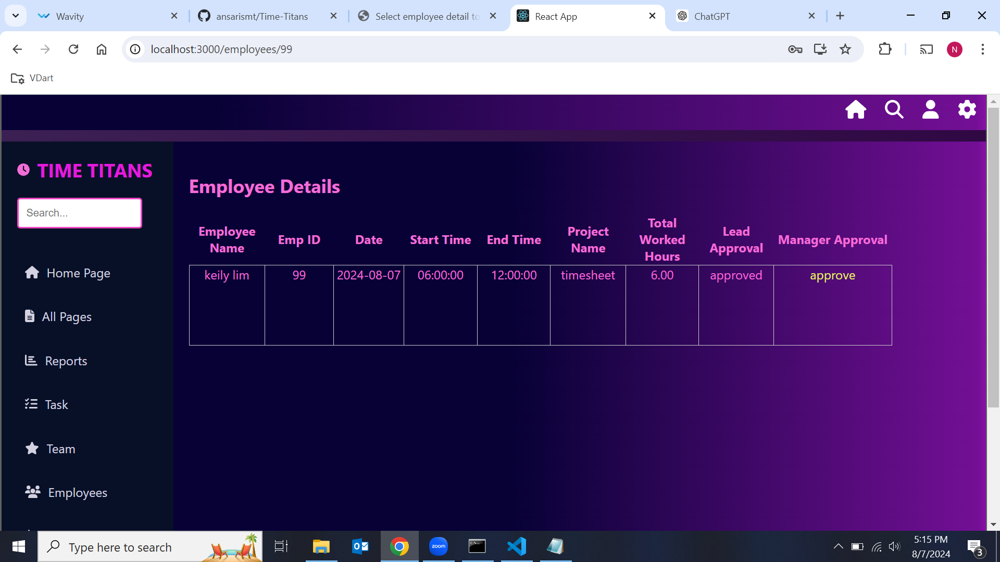 Wavity
ansarismt/Time-Titans
Select employee detail to
React App
ChatGPT
localhost:3000/employees/99
N
VDart
TIME TITANS
Search...
Home Page
All Pages
Reports
Task
Team
Employees
Employee Details
Employee Name
Emp ID
Date
Start Time
End Time
Project Name
Total Worked Hours
Lead Approval
Manager Approval
keily lim
99
2024-08-07
06:00:00
12:00:00
timesheet
6.00
approved
approve
Type here to search
zoom
5:15 PM
8/7/2024
3